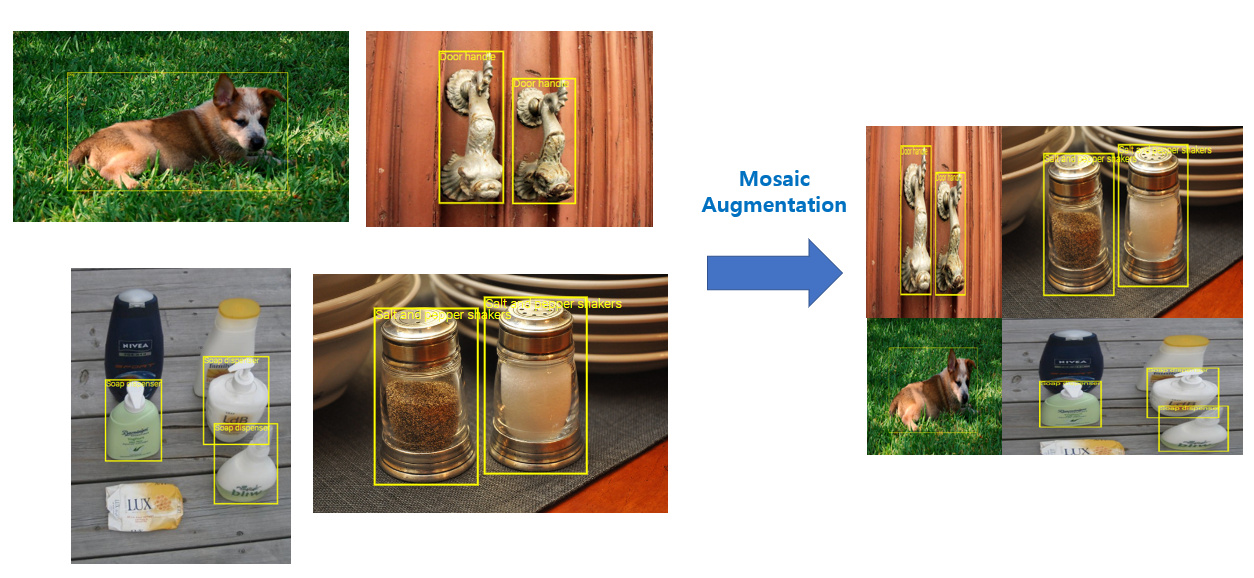 Door handle
Door handle
Mosaic
Augmentation
Door handle
Door handle
Salt and pepper shakers
Salt and pepper shakers
NIVEA
Soap dispenser
Soap dispenser
Soap dispenser
LUX
Salt and pepper shakers
Salt and pepper shakers
Soap dispenser
Soap dispenser
Soap dispenser
LUX